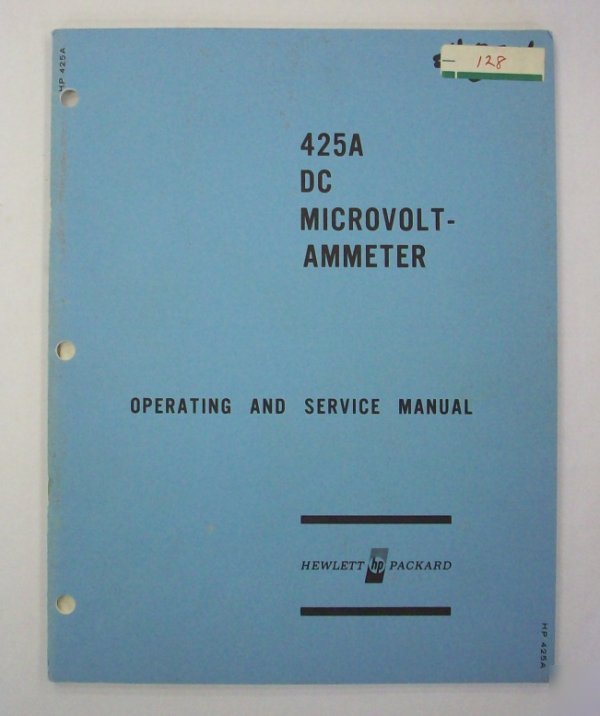 HP 425A
128
425A
DC
MICROVOLT-
AMMETER
OPERATING AND SERVICE MANUAL
HEWLETT hp PACKARD
HP 425A